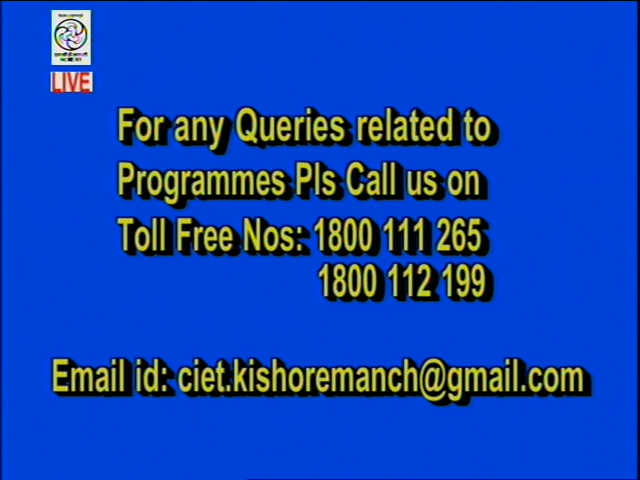 LIVE
For any Queries related to
Programmes Pls Call us on
Toll Free Nos: 1800 111 265
1800 112 199
Email id: ciet.kishoremanch@gmail.com